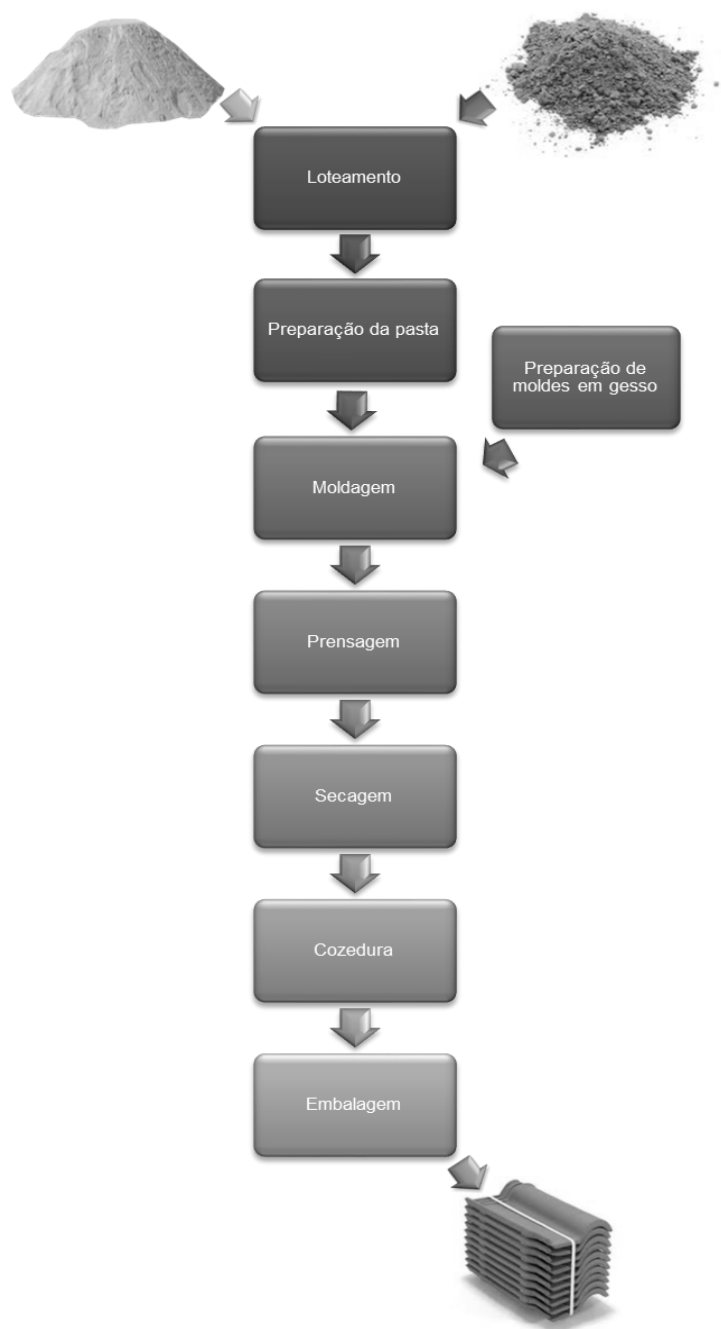 Loteamento
Preparação da pasta
Preparação de
moldes em gesso
Moldagem
Prensagem
Secagem
Cozedura
Embalagem